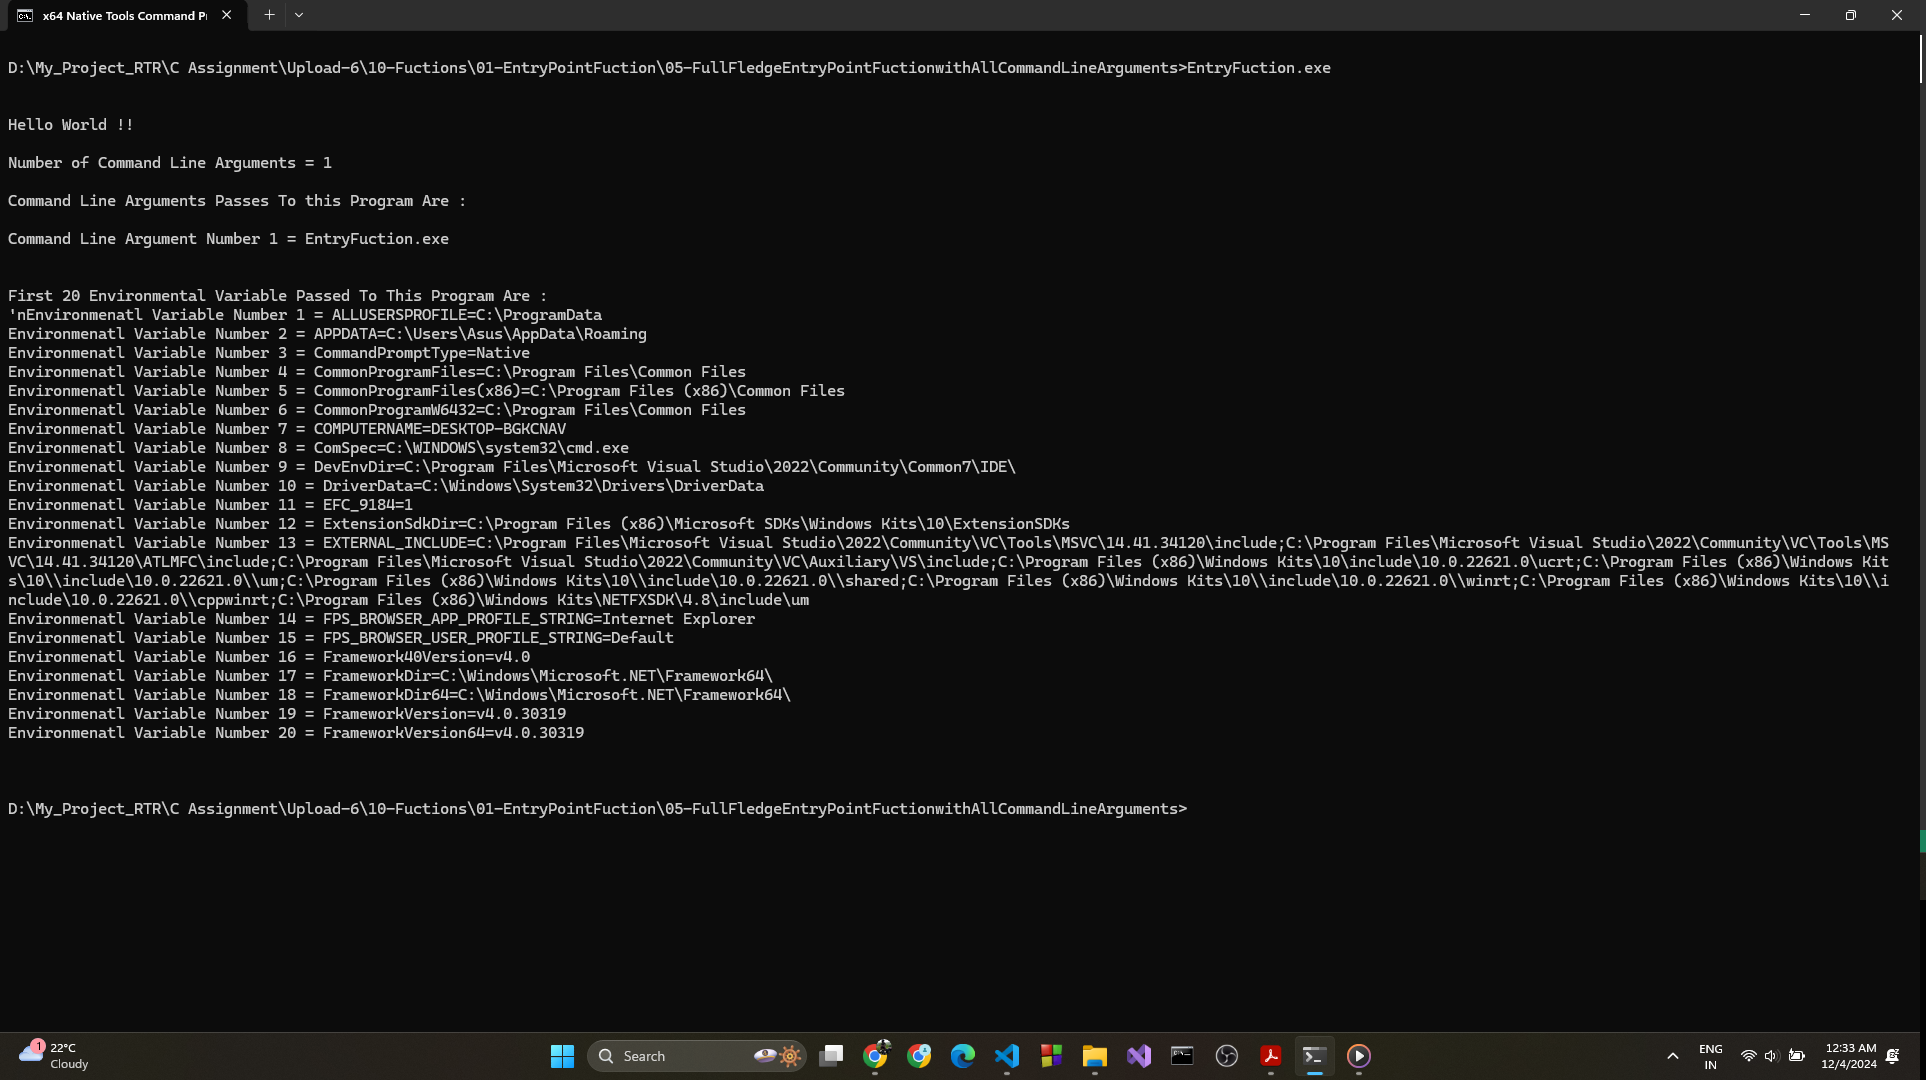 x64 Native Tools Command P
D:\My_Project_RTR\C Assignment\Upload-6\10-Fuctions\01-EntryPointFuction\05-FullFledgeEntryPointFuctionwithAllCommandLineArguments>EntryFuction.exe
Hello World !!
Number of Command Line Arguments = 1
Command Line Arguments Passes To this Program Are :
Command Line Argument Number 1 = EntryFuction.exe
First 20 Environmental Variable Passed To This Program Are :
'nEnvironmenatl Variable Number 1 = ALLUSERSPROFILE=C:\ProgramData
Environmenatl Variable Number 2 = APPDATA=C:\Users\Asus\AppData\Roaming
Environmenatl Variable Number 3 = CommandPromptType=Native
Environmenatl Variable Number 4 = CommonProgramFiles=C:\Program Files\Common Files
Environmenatl Variable Number 5 = CommonProgramFiles(x86)=C:\Program Files (x86)\Common Files
Environmenatl Variable Number 6 = CommonProgramW6432=C:\Program Files\Common Files
Environmenatl Variable Number 7 = COMPUTERNAME=DESKTOP-BGKCNAV
Environmenatl Variable Number 8 = ComSpec=C:\WINDOWS\system32\cmd.exe
Environmenatl Variable Number 9 = DevEnvDir=C:\Program Files\Microsoft Visual Studio\2022\Community\Common7\IDE\
Environmenatl Variable Number 10 = DriverData=C:\Windows\System32\Drivers\DriverData
Environmenatl Variable Number 11 = EFC_9184=1
Environmenatl Variable Number 12 = ExtensionSdkDir=C:\Program Files (x86)\Microsoft SDKs\Windows Kits\10\ExtensionSDKs
Environmenatl Variable Number 13 = EXTERNAL_INCLUDE=C:\Program Files\Microsoft Visual Studio\2022\Community\VC\Tools\MSVC\14.41.34120\include;C:\Program Files\Microsoft Visual Studio\2022\Community\VC\Tools\MS
VC\14.41.34120\ATLMFC\include;C:\Program Files\Microsoft Visual Studio\2022\Community\VC\Auxiliary\VS\include;C:\Program Files (x86)\Windows Kits\10\include\10.0.22621.0\ucrt;C:\Program Files (x86)\Windows Kit
s\10\\include\10.0.22621.0\\um;C:\Program Files (x86)\Windows Kits\10\\include\10.0.22621.0\\shared;C:\Program Files (x86)\Windows Kits\10\\include\10.0.22621.0\\winrt;C:\Program Files (x86)\Windows Kits\10\\i
nclude\10.0.22621.0\\cppwinrt;C:\Program Files (x86)\Windows Kits\NETFXSDK\4.8\include\um
Environmenatl Variable Number 14 = FPS_BROWSER_APP_PROFILE_STRING=Internet Explorer
Environmenatl Variable Number 15 = FPS_BROWSER_USER_PROFILE_STRING=Default
Environmenatl Variable Number 16 = Framework40Version=v4.0
Environmenatl Variable Number 17 = FrameworkDir=C:\Windows\Microsoft.NET\Framework64\
Environmenatl Variable Number 18 = FrameworkDir64=C:\Windows\Microsoft.NET\Framework64\
Environmenatl Variable Number 19 = FrameworkVersion=v4.0.30319
Environmenatl Variable Number 20 = FrameworkVersion64=v4.0.30319
D:\My_Project_RTR\C Assignment\Upload-6\10-Fuctions\01-EntryPointFuction\05-FullFledgeEntryPointFuctionwithAllCommandLineArguments>
1
22°C
Cloudy
Search
ENG
IN
12:33 AM
12/4/2024